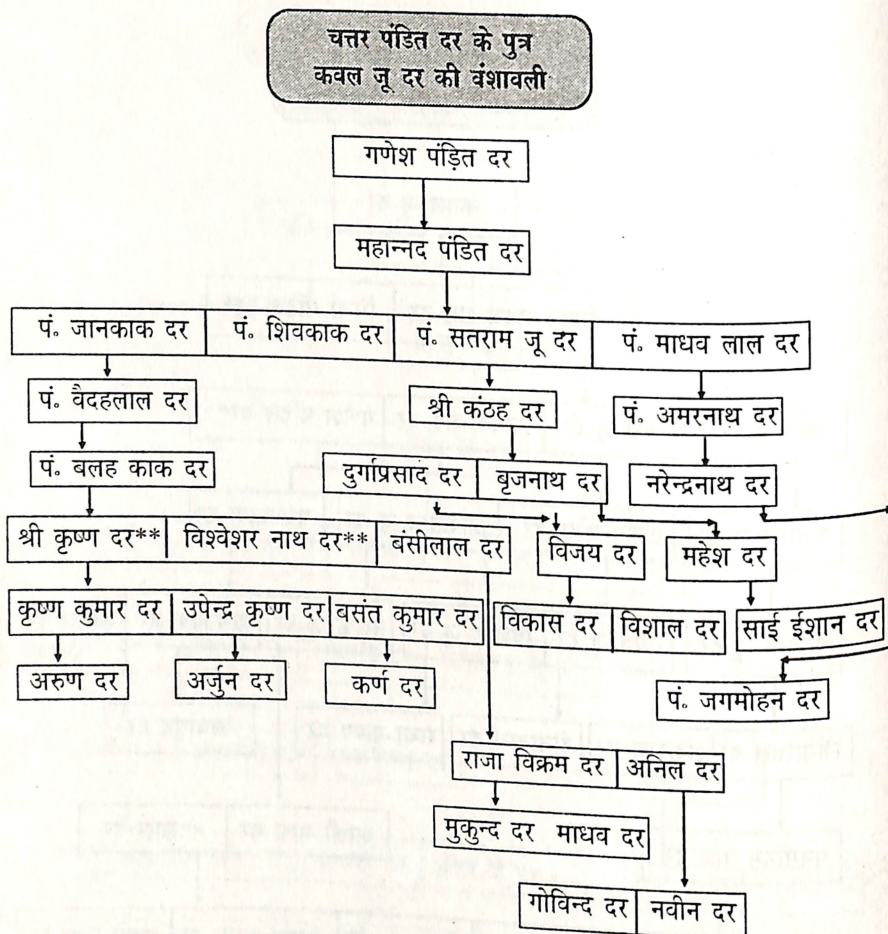 चत्तर पंडित दर के पुत्र
कवल जू दर की वंशावली
गणेश पंड़ित दर
महान्नद पंडित दर
पं. जानकाक दर पं. शिवकाक दर पं. सतराम जू दर पं. माधव लाल दर
पं. वैदहलाल दर श्री कंठह दर पं. अमरनाथ दर
पं. बलह काक दर दुर्गाप्रसाद दर बृजनाथ दर नरेन्द्रनाथ दर
श्री कृष्ण दर** विश्वेशर नाथ दर** बंसीलाल दर विजय दर महेश दर
कृष्ण कुमार दर उपेन्द्र कृष्ण दर बसंत कुमार दर विकास दर विशाल दर साई ईशान दर
अरुण दर अर्जुन दर कर्ण दर पं. जगमोहन दर
राजा विक्रम दर अनिल दर
मुकुन्द दर माधव दर
गोविन्द दर नवीन दर